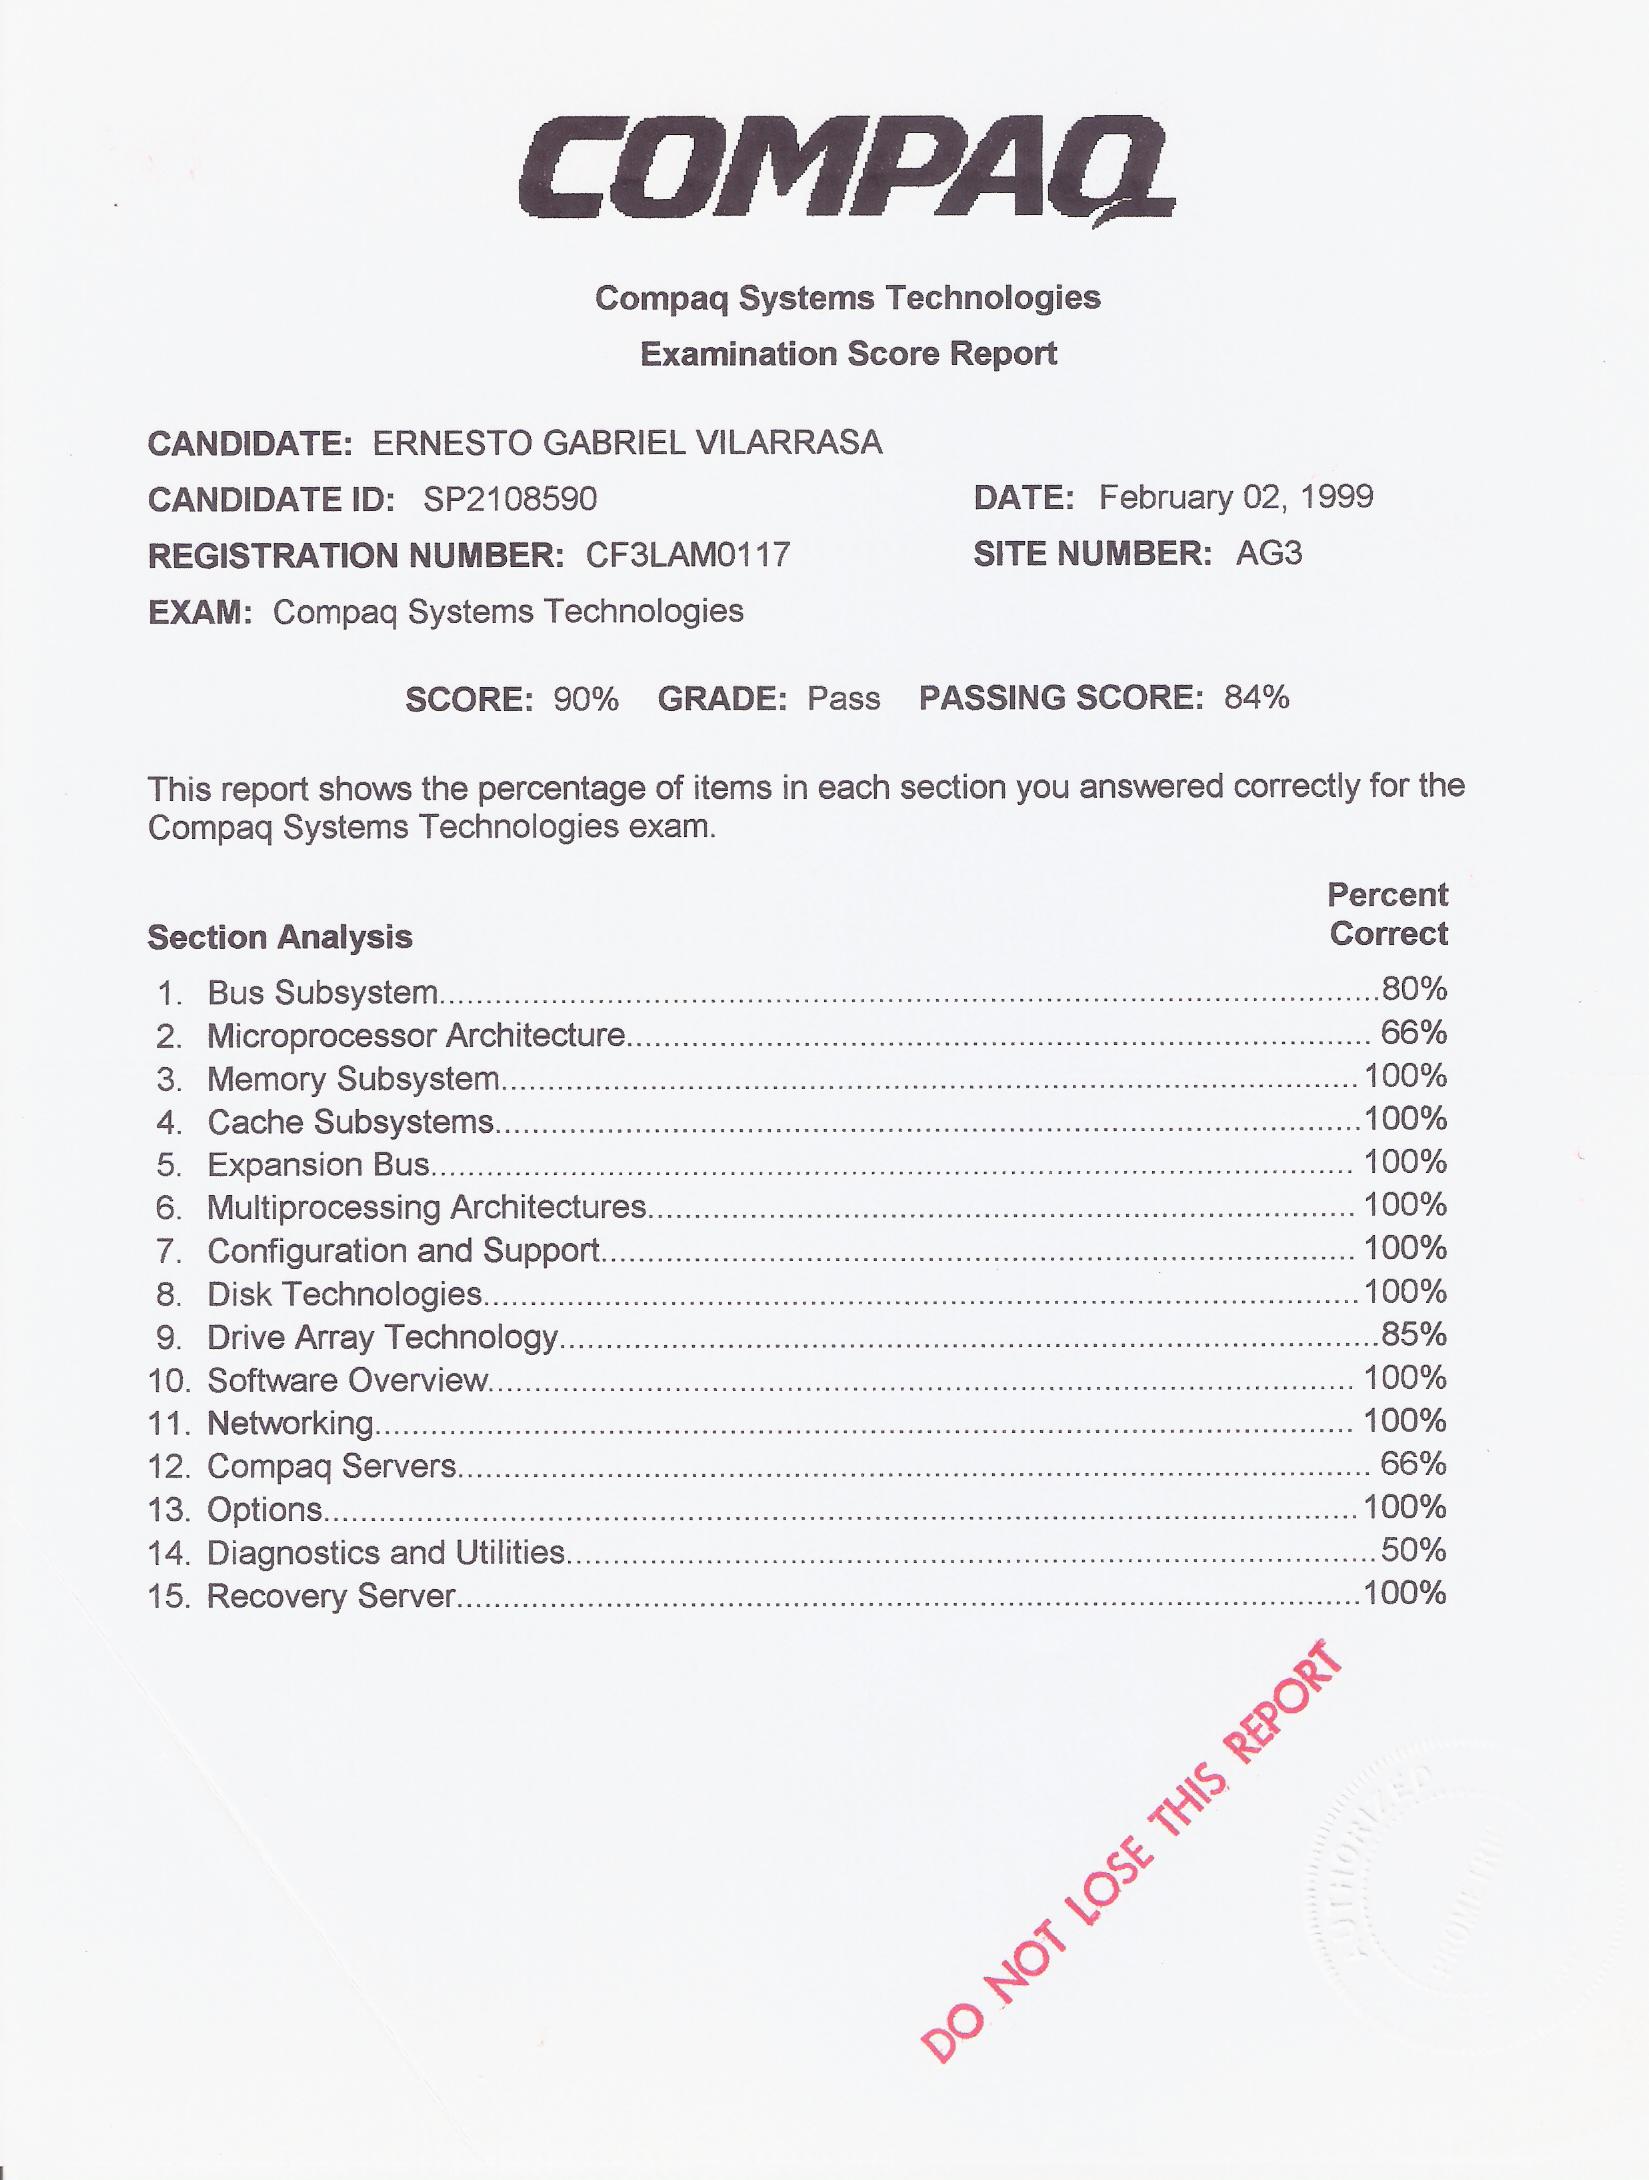 COMPAQ
Compaq Systems Technologies
Examination Score Report
CANDIDATE: ERNESTO GABRIEL VILARRASA
CANDIDATE ID: SP2108590 DATE: February 02, 1999
REGISTRATION NUMBER: CF3LAM0117 SITE NUMBER: AG3
EXAM: Compaq Systems Technologies
SCORE: 90% GRADE: Pass PASSING SCORE: 84%
This report shows the percentage of items in each section you answered correctly for the
Compaq Systems Technologies exam.
Percent
Section Analysis Correct
1. Bus Subsystem 80%
2. Microprocessor Architecture 66%
3. Memory Subsystem 100%
4. Cache Subsystems 100%
5. Expansion Bus 100%
6. Multiprocessing Architectures 100%
7. Configuration and Support 100%
8. Disk Technologies 100%
9. Drive Array Technology 85%
10. Software Overview 100%
11. Networking 100%
12. Compaq Servers 66%
13. Options 100%
14. Diagnostics and Utilities 50%
15. Recovery Server 100%
DO NOT LOSE THIS REPORT
AUTHORIZED